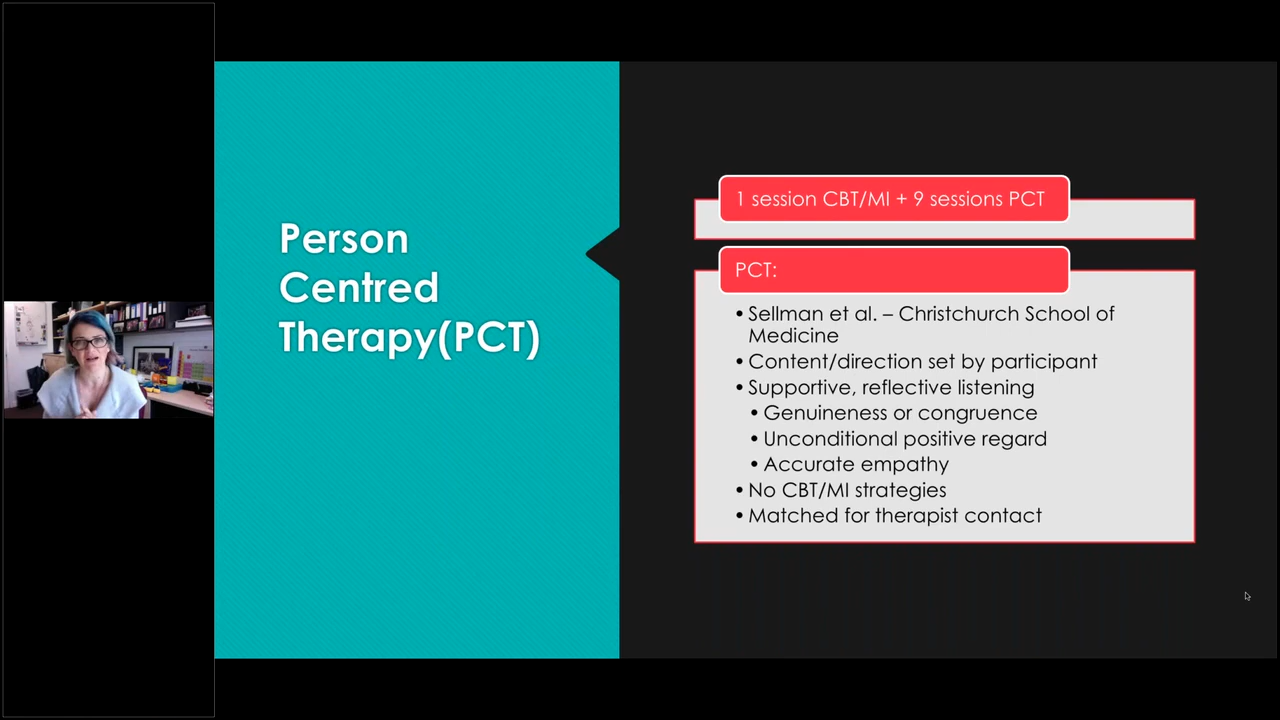 Person
Centred
Therapy(PCT)
1 session CBT/MI + 9 sessions PCT
PCT:
• Sellman et al. – Christchurch School of
Medicine
• Content/direction set by participant
• Supportive, reflective listening
• Genuineness or congruence
• Unconditional positive regard
• Accurate empathy
• No CBT/MI strategies
• Matched for therapist contact